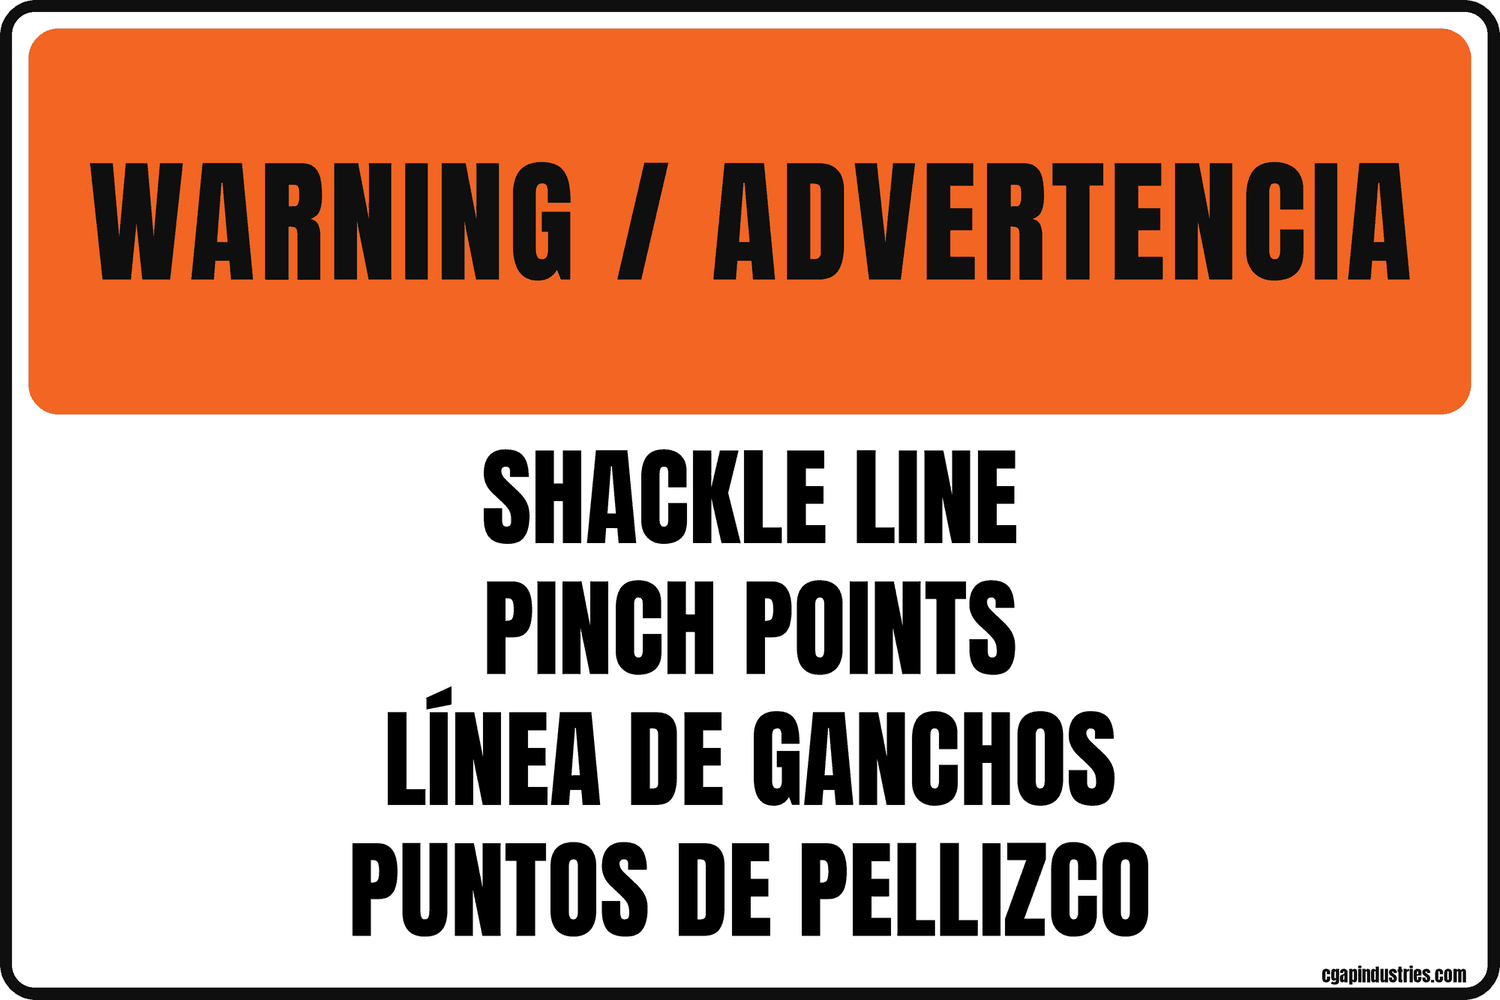 WARNING / ADVERTENCIA
SHACKLE LINE
PINCH POINTS
LÍNEA DE GANCHOS
PUNTOS DE PELLIZCO
cgapindustries.com